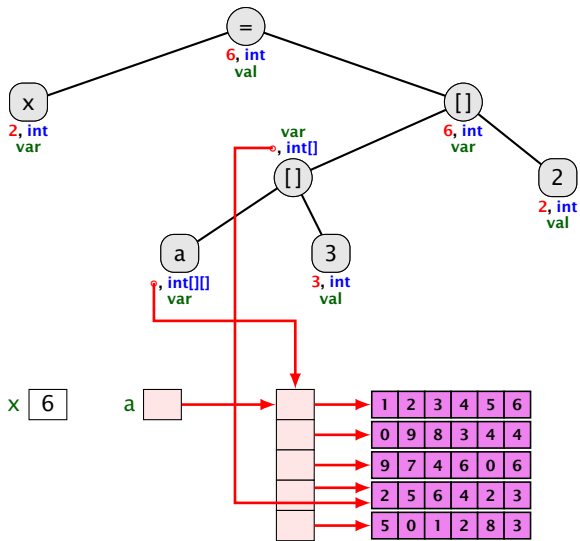 =
6, int
val
x
2, int
var
[]
6, int
var
var
, int[]
[]
2
2, int
val
a
, int[][]
var
3
3, int
val
x 6 a
1 2 3 4 5 6
0 9 8 3 4 4
9 7 4 6 0 6
2 5 6 4 2 3
5 0 1 2 8 3